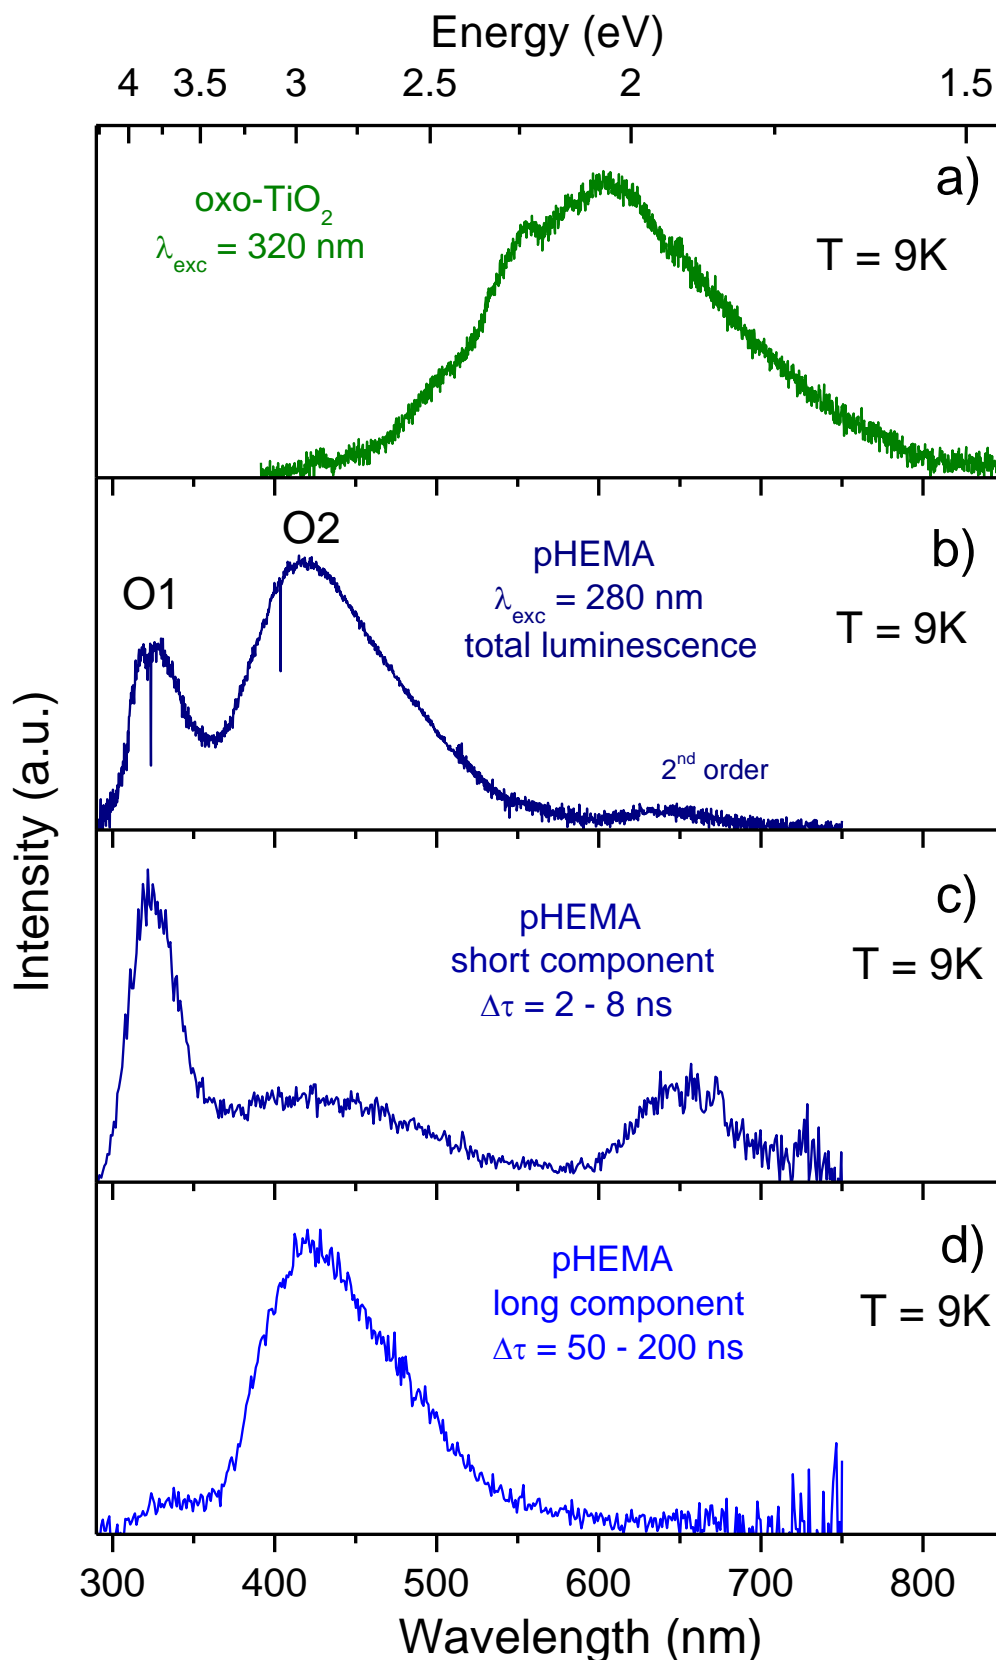 Energy (eV)
4 3.5 3 2.5 2 1.5
a)
oxo-TiO₂
λexc = 320 nm
T = 9K
b)
O1
O2
pHEMA
λexc = 280 nm
total luminescence
T = 9K
2nd order
c)
pHEMA
short component
Δτ = 2 - 8 ns
T = 9K
d)
pHEMA
long component
Δτ = 50 - 200 ns
T = 9K
Intensity (a.u.)
300 400 500 600 700 800
Wavelength (nm)